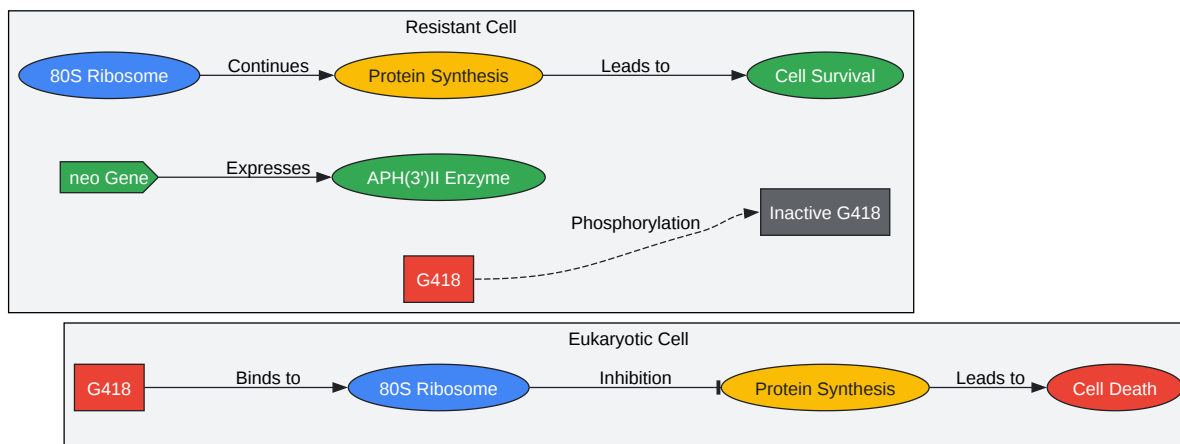 Resistant Cell
80S Ribosome
Continues
Protein Synthesis
Leads to
Cell Survival
neo Gene
Expresses
APH(3')II Enzyme
Phosphorylation
Inactive G418
G418
Eukaryotic Cell
G418
Binds to
80S Ribosome
Inhibition
Protein Synthesis
Leads to
Cell Death